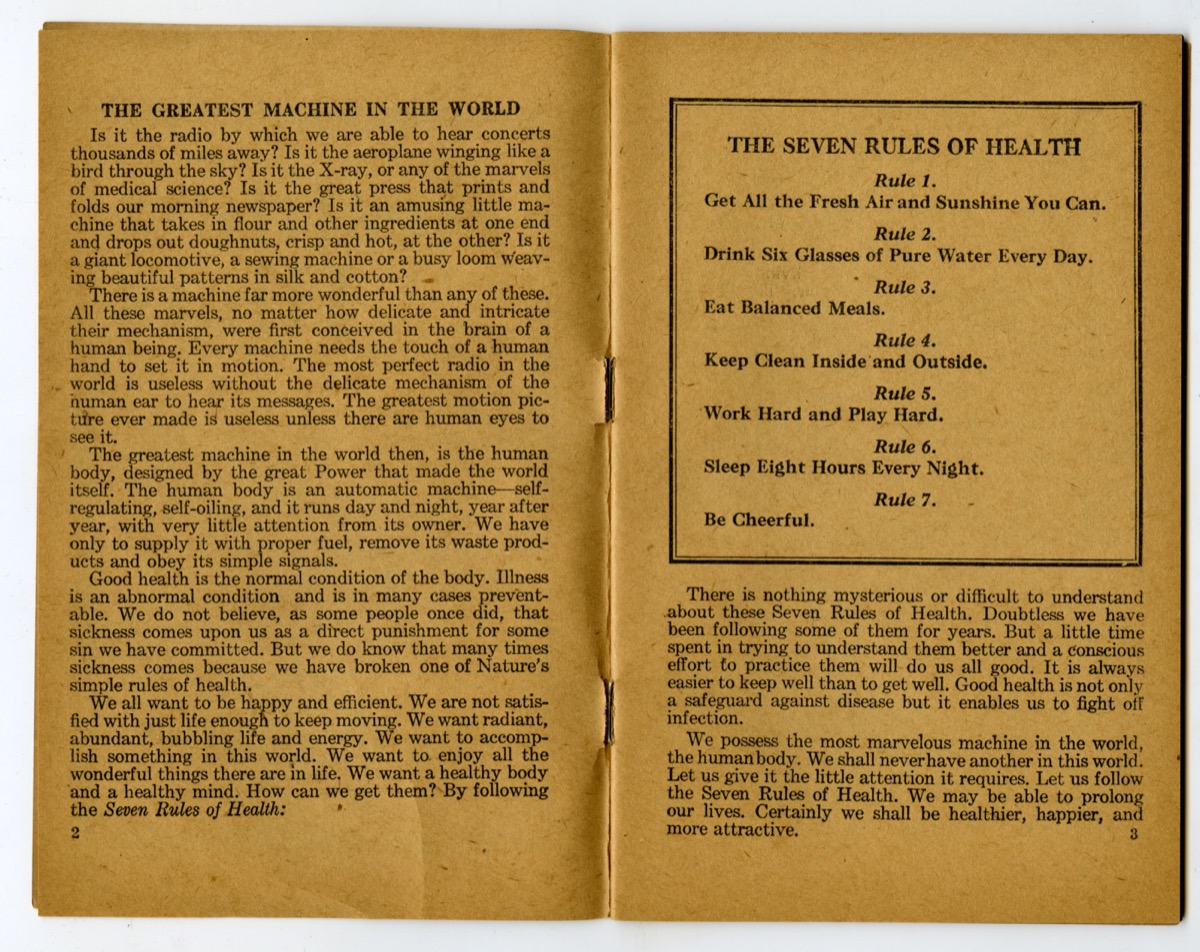 THE GREATEST MACHINE IN THE WORLD
Is it the radio by which we are able to hear concerts
thousands of miles away? Is it the aeroplane winging like a
bird through the sky? Is it the X-ray, or any of the marvels
of medical science? Is it the great press that prints and
folds our morning newspaper? Is it an amusing little ma-
chine that takes in flour and other ingredients at one end
and drops out doughnuts, crisp and hot, at the other? Is it
a giant locomotive, a sewing machine or a busy loom weav-
ing beautiful patterns in silk and cotton?
There is a machine far more wonderful than any of these.
All these marvels, no matter how delicate and intricate
their mechanism, were first conceived in the brain of a
human being. Every machine needs the touch of a human
hand to set it in motion. The most perfect radio in the
world is useless without the delicate mechanism of the
human ear to hear its messages. The greatest motion pic-
ture ever made is useless unless there are human eyes to
see it.
The greatest machine in the world then, is the human
body, designed by the great Power that made the world
itself. The human body is an automatic machine—self-
regulating, self-oiling, and it runs day and night, year after
year, with very little attention from its owner. We have
only to supply it with proper fuel, remove its waste prod-
ucts and obey its simple signals.
Good health is the normal condition of the body. Illness
is an abnormal condition and is in many cases prevent-
able. We do not believe, as some people once did, that
sickness comes upon us as a direct punishment for some
sin we have committed. But we do know that many times
sickness comes because we have broken one of Nature's
simple rules of health.
We all want to be happy and efficient. We are not satis-
fied with just life enough to keep moving. We want radiant,
abundant, bubbling life and energy. We want to accomp-
lish something in this world. We want to enjoy all the
wonderful things there are in life. We want a healthy body
and a healthy mind. How can we get them? By following
the Seven Rules of Health:
2
THE SEVEN RULES OF HEALTH
Rule 1.
Get All the Fresh Air and Sunshine You Can.
Rule 2.
Drink Six Glasses of Pure Water Every Day.
Rule 3.
Eat Balanced Meals.
Rule 4.
Keep Clean Inside and Outside.
Rule 5.
Work Hard and Play Hard.
Rule 6.
Sleep Eight Hours Every Night.
Rule 7.
Be Cheerful.
There is nothing mysterious or difficult to understand
about these Seven Rules of Health. Doubtless we have
been following some of them for years. But a little time
spent in trying to understand them better and a conscious
effort to practice them will do us all good. It is always
easier to keep well than to get well. Good health is not only
a safeguard against disease but it enables us to fight off
infection.
We possess the most marvelous machine in the world,
the human body. We shall never have another in this world.
Let us give it the little attention it requires. Let us follow
the Seven Rules of Health. We may be able to prolong
our lives. Certainly we shall be healthier, happier, and
more attractive.
3